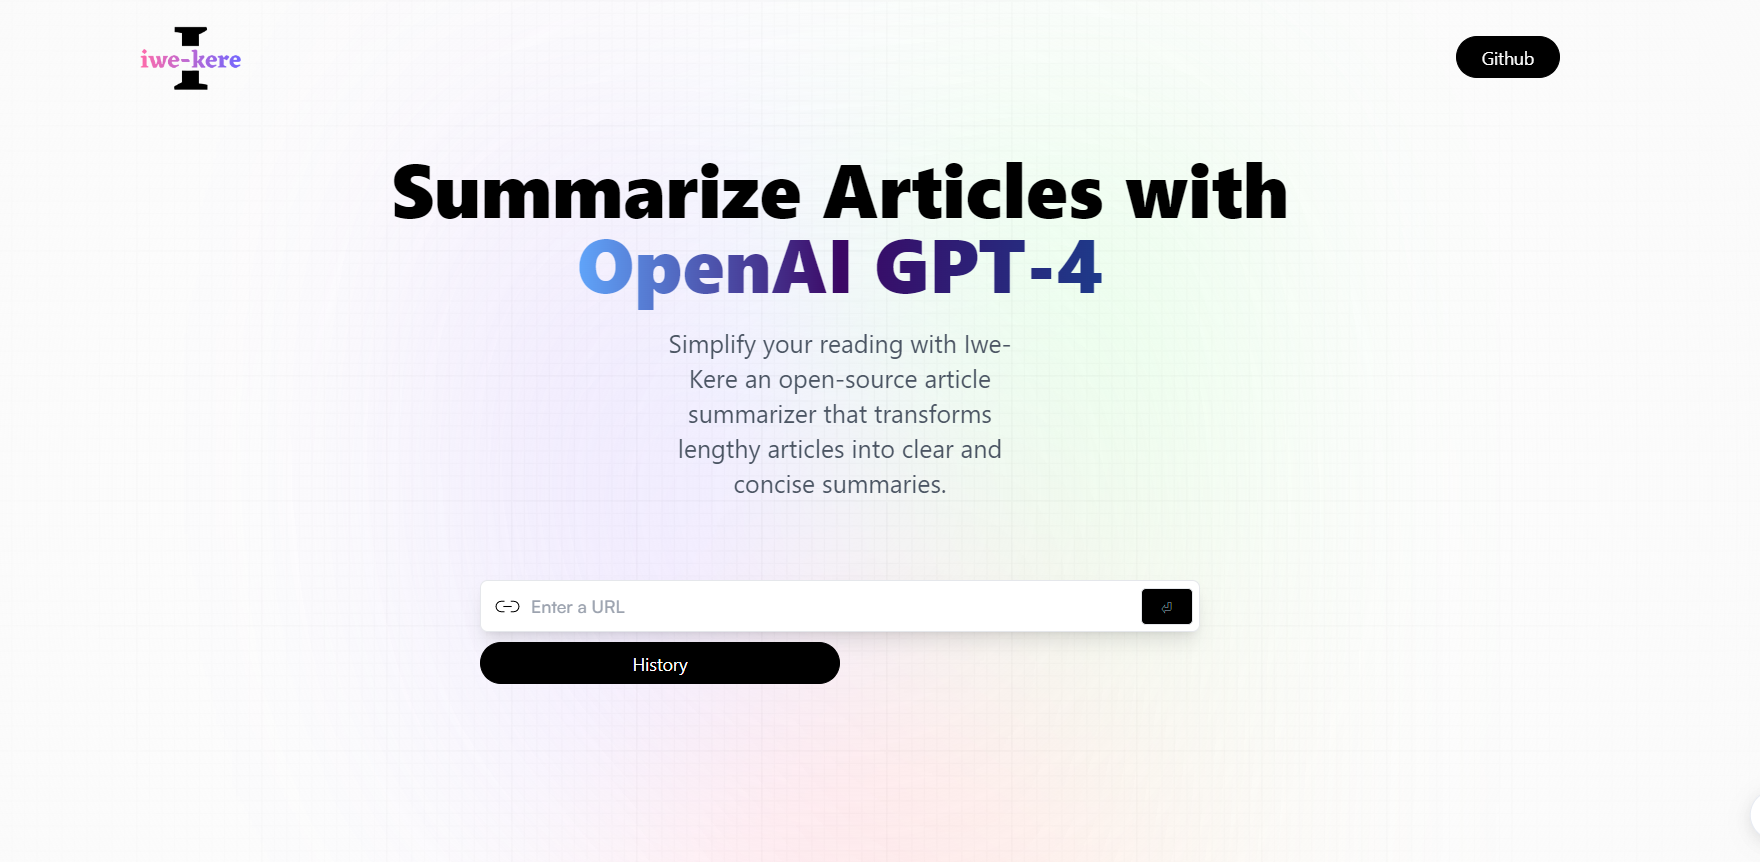 iwe-kere
Github
Summarize Articles with
OpenAI GPT-4
Simplify your reading with Iwe-
Kere an open-source article
summarizer that transforms
lengthy articles into clear and
concise summaries.
Enter a URL
⏎
History